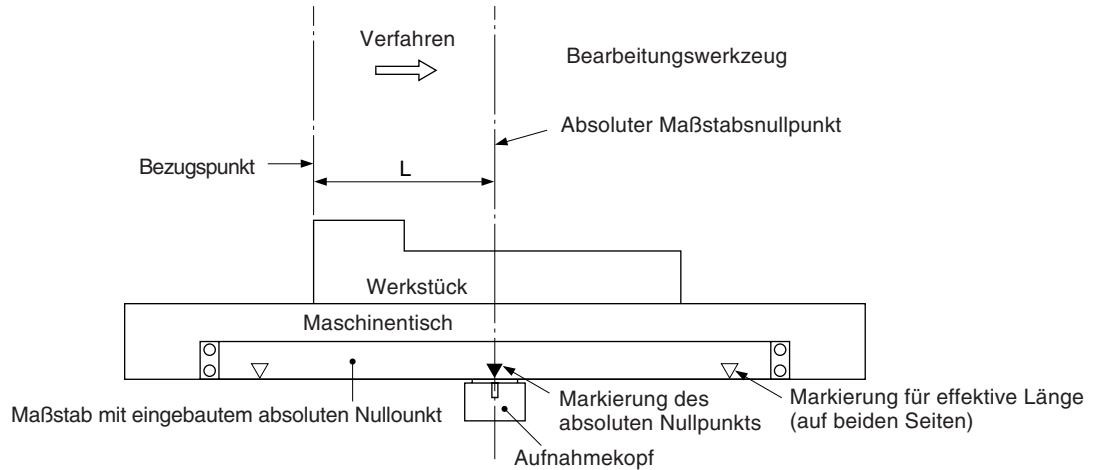 Verfahren
Bearbeitungswerkzeug
Absoluter Maßstabsnullpunkt
Bezugspunkt
L
Werkstück
Maschinentisch
Maßstab mit eingebautem absoluten Nullounkt
Markierung des
absoluten Nullpunkts
Markierung für effektive Länge
(auf beiden Seiten)
Aufnahmekopf